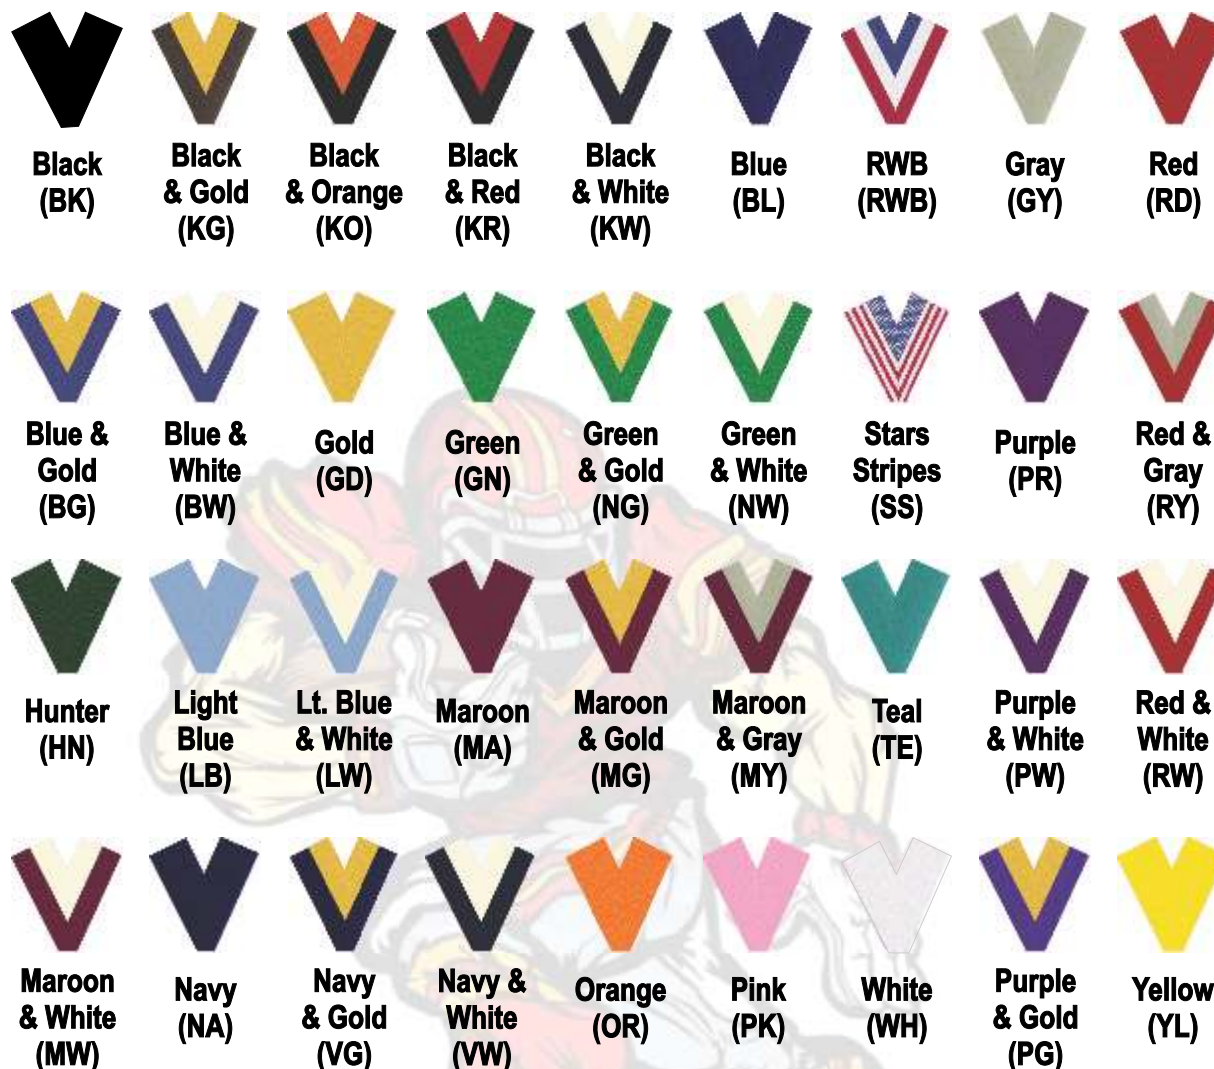 Black
(BK)
Black
& Gold
(KG)
Black
& Orange
(KO)
Black
& Red
(KR)
Black
& White
(KW)
Blue
(BL)
RWB
(RWB)
Gray
(GY)
Red
(RD)
Blue &
Gold
(BG)
Blue &
White
(BW)
Gold
(GD)
Green
(GN)
Green
& Gold
(NG)
Green
& White
(NW)
Stars
Stripes
(SS)
Purple
(PR)
Red &
Gray
(RY)
Hunter
(HN)
Light
Blue
(LB)
Lt. Blue
& White
(LW)
Maroon
(MA)
Maroon
& Gold
(MG)
Maroon
& Gray
(MY)
Teal
(TE)
Purple
& White
(PW)
Red &
White
(RW)
Maroon
& White
(MW)
Navy
(NA)
Navy
& Gold
(VG)
Navy &
White
(VW)
Orange
(OR)
Pink
(PK)
White
(WH)
Purple
& Gold
(PG)
Yellow
(YL)